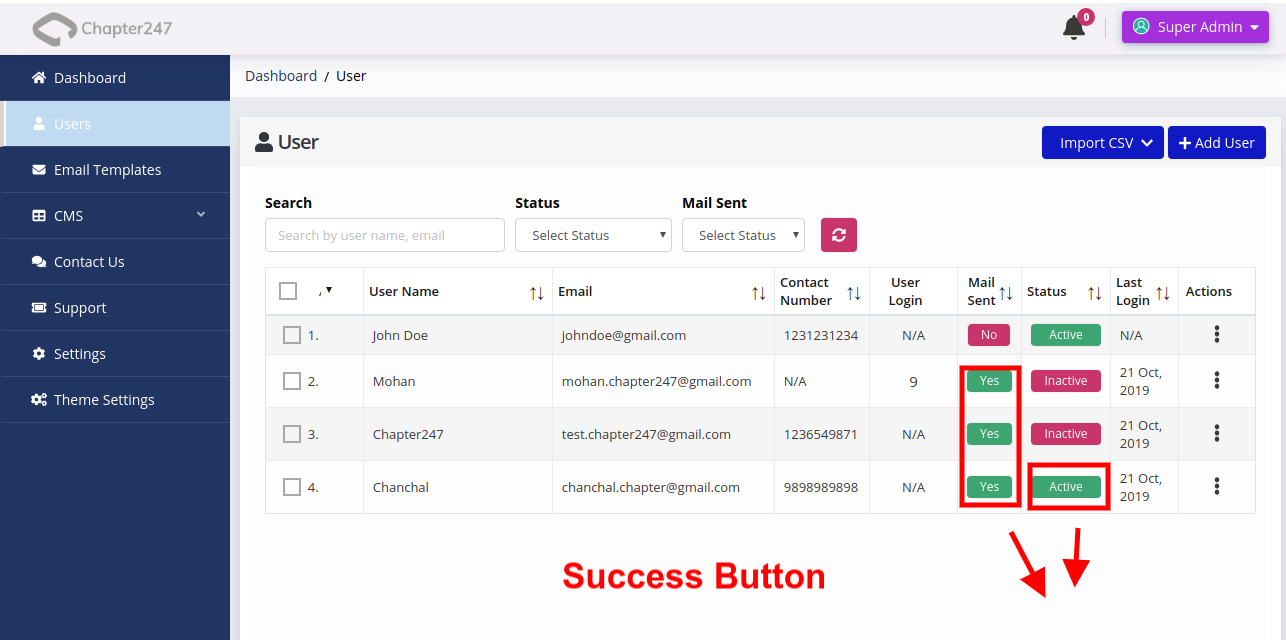 Chapter247
0
Super Admin
Dashboard
Users
Email Templates
CMS
Contact Us
Support
Settings
Theme Settings
Dashboard / User
User
Import CSV
Add User
Search Status Mail Sent
Search by user name, email Select Status Select Status
User Name Email Contact Number User Login Mail Sent Status Last Login Actions
1. John Doe johndoe@gmail.com 1231231234 N/A No Active N/A
2. Mohan mohan.chapter247@gmail.com N/A 9 Yes Inactive 21 Oct, 2019
3. Chapter247 test.chapter247@gmail.com 1236549871 N/A Yes Inactive 21 Oct, 2019
4. Chanchal chanchal.chapter@gmail.com 9898989898 N/A Yes Active 21 Oct, 2019
Success Button